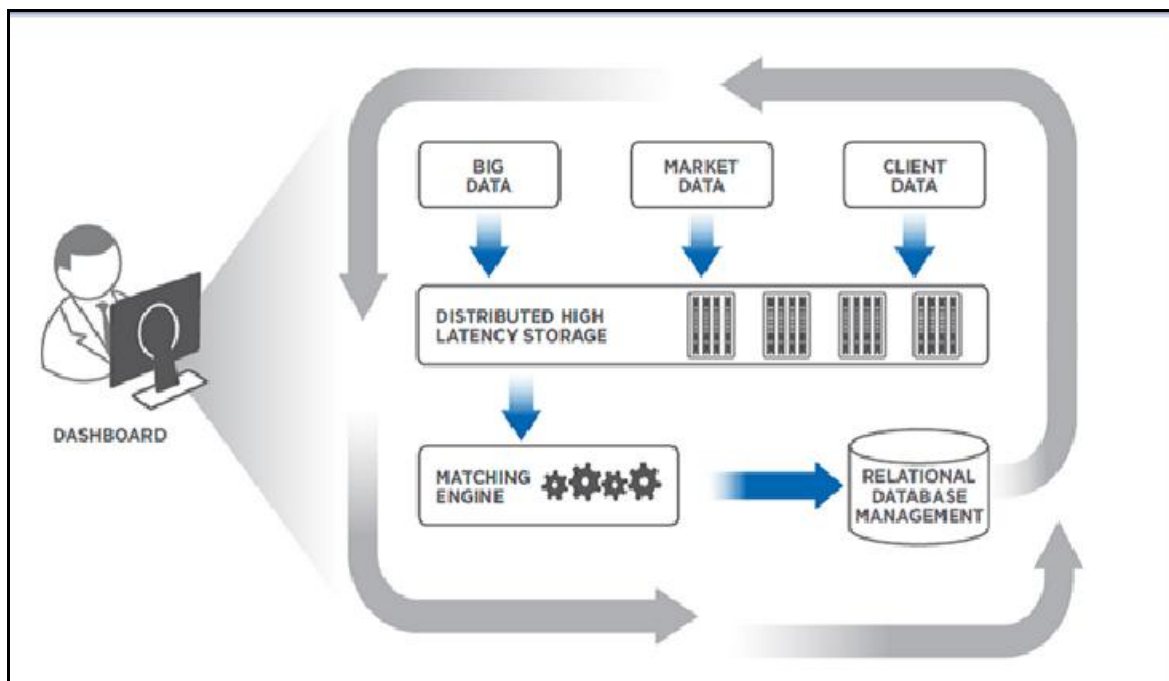 BIG
DATA
MARKET
DATA
CLIENT
DATA
DISTRIBUTED HIGH
LATENCY STORAGE
DASHBOARD
MATCHING
ENGINE
RELATIONAL
DATABASE
MANAGEMENT